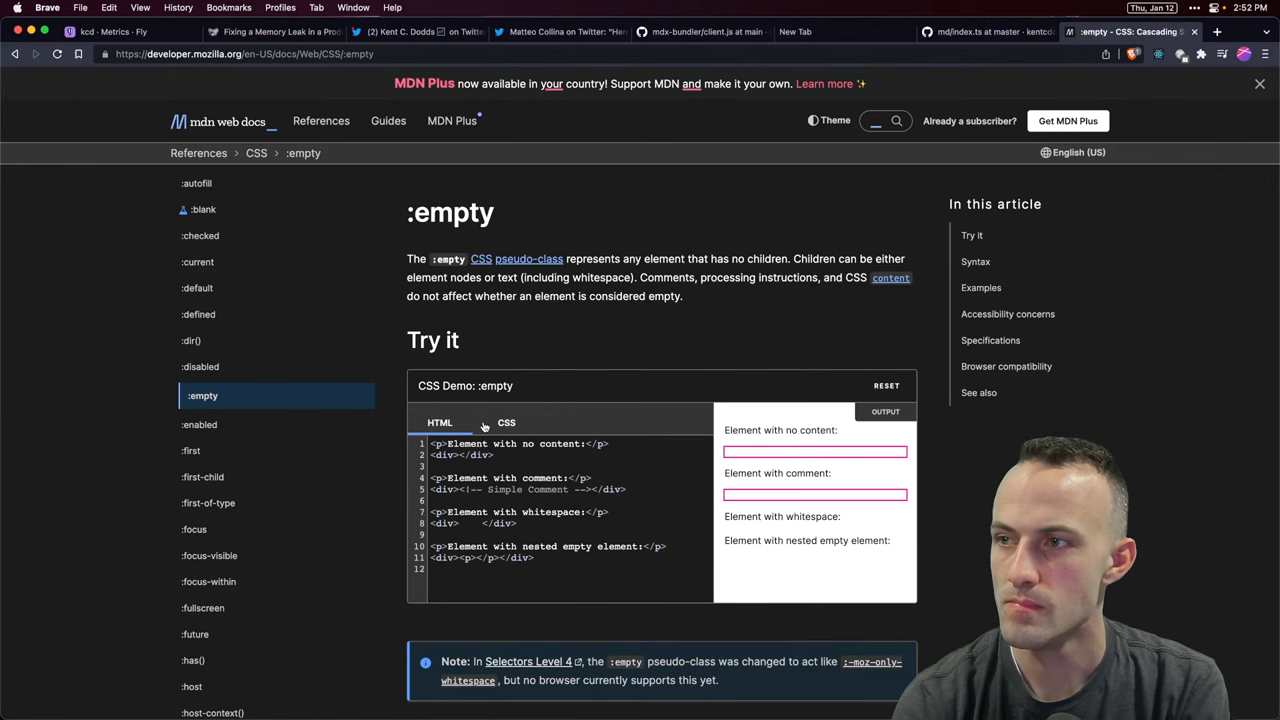 Brave File Edit View History Bookmarks Profiles Tab Window Help Thu, Jan 12 2:52 PM
kcd • Metrics · Fly
Fixing a Memory Leak in a Prod
(1) Kent C. Dodds on Twitter
Matteo Collina on Twitter: "Her
mdx-bundler/client.js at main
New Tab
md/index.ts at master · kentcdo
:empty - CSS: Cascading S
https://developer.mozilla.org/en-US/docs/Web/CSS/:empty
MDN Plus now available in your country! Support MDN and make it your own. Learn more ✨
mdn web docs References Guides MDN Plus Theme Already a subscriber? Get MDN Plus
References > CSS > :empty English (US)
:autofill
:blank
:checked
:current
:default
:defined
:dir()
:disabled
:empty
:enabled
:first
:first-child
:first-of-type
:focus
:focus-visible
:focus-within
:fullscreen
:future
:has()
:host
:host-context()
:empty
The :empty CSS pseudo-class represents any element that has no children. Children can be either
element nodes or text (including whitespace). Comments, processing instructions, and CSS content
do not affect whether an element is considered empty.
Try it
CSS Demo: :empty RESET
HTML CSS
1 <p>Element with no content:</p>
2 <div></div>
3
4 <p>Element with comment:</p>
5 <div><!-- Simple Comment --></div>
6
7 <p>Element with whitespace:</p>
8 <div>    </div>
9
10 <p>Element with nested empty element:</p>
11 <div><p></p></div>
12
OUTPUT
Element with no content:
Element with comment:
Element with whitespace:
Element with nested empty element:
Note: In Selectors Level 4, the :empty pseudo-class was changed to act like :-moz-only-
whitespace, but no browser currently supports this yet.
In this article
Try it
Syntax
Examples
Accessibility concerns
Specifications
Browser compatibility
See also